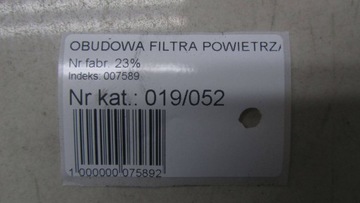 OBUDOWA FILTRA POWIETRZA
Nr fabr. 23%
Indeks: 007589
Nr kat.: 019/052
1 000000 075892